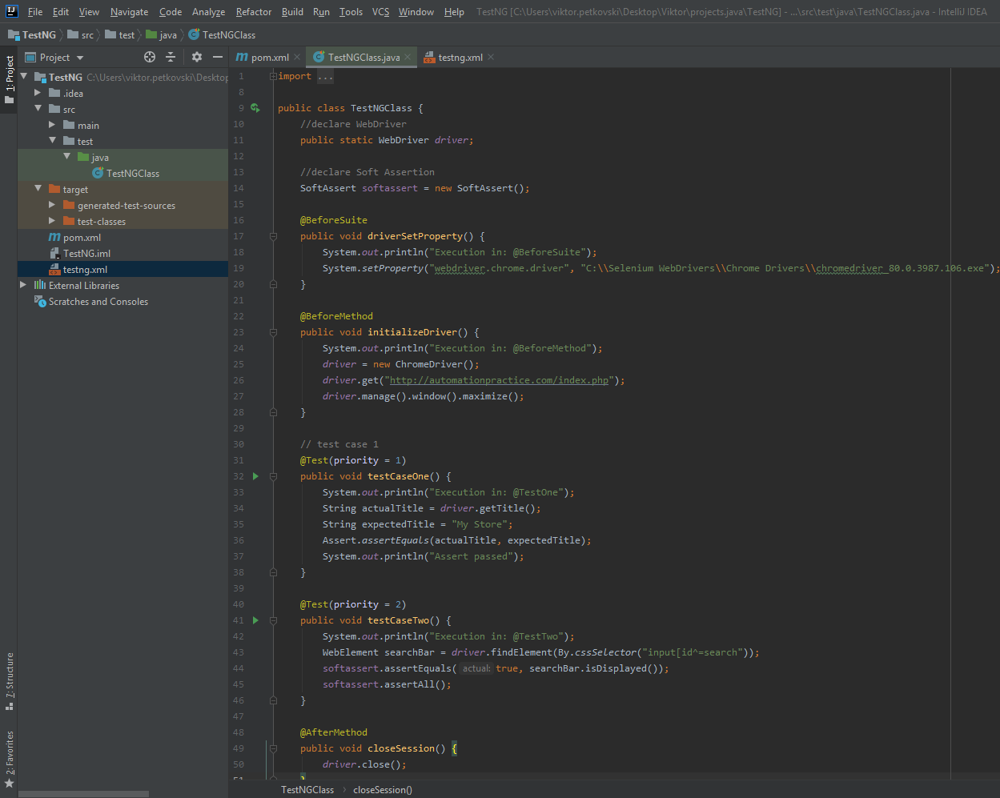 File Edit View Navigate Code Analyze Refactor Build Run Tools VCS Window Help TestNG [C:\Users\viktor.petkovski\Desktop\Viktor\projects.java\TestNG] - ...\src\test\java\TestNGClass.java - IntelliJ IDEA
TestNG src test java TestNGClass
Project
pom.xml TestNGClass.java testng.xml
1: Project
TestNG C:\Users\viktor.petkovski\Desktop
.idea
src
main
test
java
TestNGClass
target
generated-test-sources
test-classes
pom.xml
TestNG.iml
testng.xml
External Libraries
Scratches and Consoles
7: Structure
2: Favorites
1 import ...
8
9 public class TestNGClass {
10 //declare WebDriver
11 public static WebDriver driver;
12
13 //declare Soft Assertion
14 SoftAssert softassert = new SoftAssert();
15
16 @BeforeSuite
17 public void driverSetProperty() {
18 System.out.println("Execution in: @BeforeSuite");
19 System.setProperty("webdriver.chrome.driver", "C:\\Selenium WebDrivers\\Chrome Drivers\\chromedriver_80.0.3987.106.exe");
20 }
21
22 @BeforeMethod
23 public void initializeDriver() {
24 System.out.println("Execution in: @BeforeMethod");
25 driver = new ChromeDriver();
26 driver.get("http://automationpractice.com/index.php");
27 driver.manage().window().maximize();
28 }
29
30 // test case 1
31 @Test(priority = 1)
32 public void testCaseOne() {
33 System.out.println("Execution in: @TestOne");
34 String actualTitle = driver.getTitle();
35 String expectedTitle = "My Store";
36 Assert.assertEquals(actualTitle, expectedTitle);
37 System.out.println("Assert passed");
38 }
39
40 @Test(priority = 2)
41 public void testCaseTwo() {
42 System.out.println("Execution in: @TestTwo");
43 WebElement searchBar = driver.findElement(By.cssSelector("input[id^=search"));
44 softassert.assertEquals( actual: true, searchBar.isDisplayed());
45 softassert.assertAll();
46 }
47
48 @AfterMethod
49 public void closeSession() {
50 driver.close();
51 }
TestNGClass closeSession()